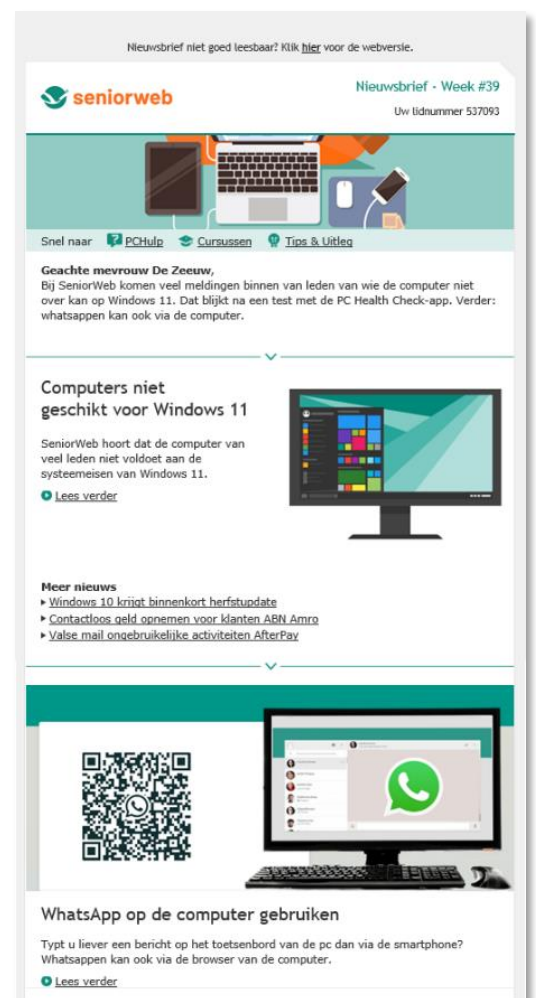 Nieuwsbrief niet goed leesbaar? Klik hier voor de webversie.
seniorweb
Nieuwsbrief - Week #39
Uw lidnummer 537093
Snel naar PCHulp Cursussen Tips & Uitleg
Geachte mevrouw De Zeeuw,
Bij SeniorWeb komen veel meldingen binnen van leden van wie de computer niet
over kan op Windows 11. Dat blijkt na een test met de PC Health Check-app. Verder:
whatsappen kan ook via de computer.
Computers niet
geschikt voor Windows 11
SeniorWeb hoort dat de computer van
veel leden niet voldoet aan de
systeemeisen van Windows 11.
Lees verder
Meer nieuws
Windows 10 krijgt binnenkort herfstupdate
Contactloos geld opnemen voor klanten ABN Amro
Valse mail ongebruikelijke activiteiten AfterPay
WhatsApp op de computer gebruiken
Typt u liever een bericht op het toetsenbord van de pc dan via de smartphone?
Whatsappen kan ook via de browser van de computer.
Lees verder